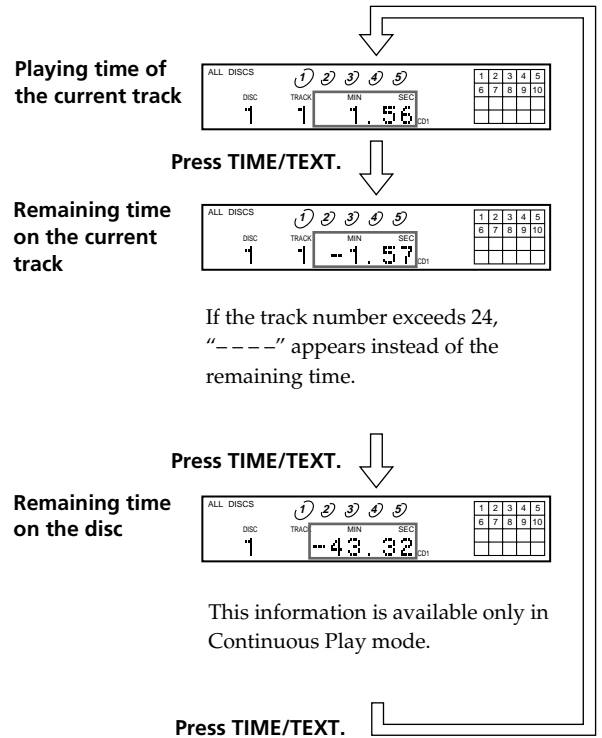 Playing time of
the current track
ALL DISCS
1 2 3 4 5
DISC TRACK MIN SEC
1 1 1.56 CD1
1 2 3 4 5
6 7 8 9 10
Press TIME/TEXT.
Remaining time
on the current
track
ALL DISCS
1 2 3 4 5
DISC TRACK MIN SEC
1 1 -1.57 CD1
1 2 3 4 5
6 7 8 9 10
If the track number exceeds 24,
“– – – –” appears instead of the
remaining time.
Press TIME/TEXT.
Remaining time
on the disc
ALL DISCS
1 2 3 4 5
DISC TRACK MIN SEC
1 -43.32 CD1
1 2 3 4 5
6 7 8 9 10
This information is available only in
Continuous Play mode.
Press TIME/TEXT.